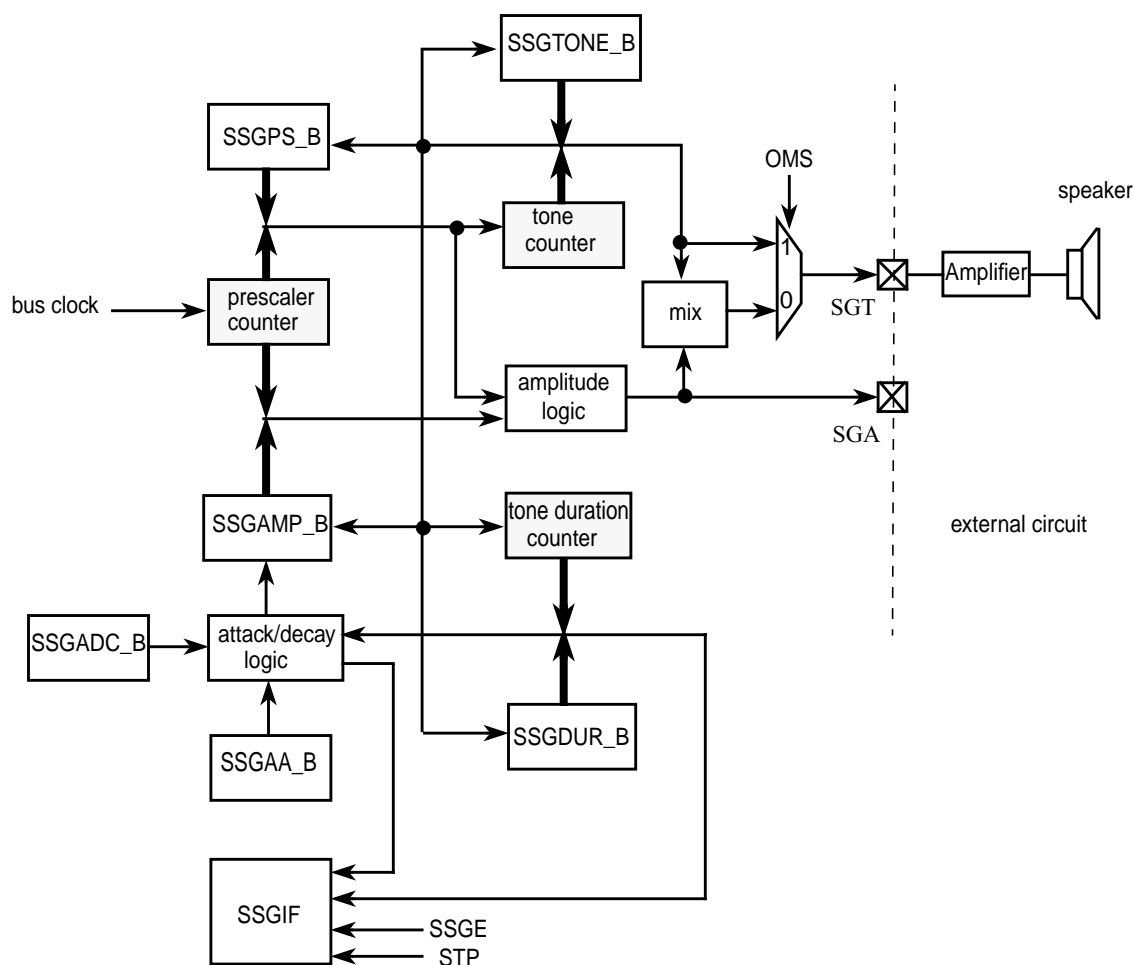 SSGTONE_B
SSGPS_B
OMS
speaker
tone
counter
1
Amplifier
bus clock
prescaler
counter
mix
0
SGT
amplitude
logic
SGA
SSGAMP_B
tone duration
counter
external circuit
SSGADC_B
attack/decay
logic
SSGDUR_B
SSGAA_B
SSGIF
SSGE
STP